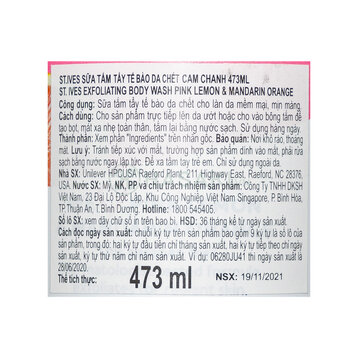 ST.IVES SỮA TẮM TẨY TẾ BÀO DA CHẾT CAM CHANH 473ML
ST. IVES EXFOLIATING BODY WASH PINK LEMON & MANDARIN ORANGE
Công dụng: Sữa tắm tẩy tế bào da chết cho làn da mềm mại, mịn màng.
Cách dùng: Cho sản phẩm trực tiếp lên da ướt hoặc cho vào bông tắm để
tạo bọt, mát xa nhẹ toàn thân, tắm lại bằng nước sạch. Sử dụng hàng ngày.
Thành phần: Xem phần "Ingredients" trên nhãn gốc. Bảo quản: Nơi khô ráo, thoáng
mát. Lưu ý: Tránh tiếp xúc với mắt, trường hợp sản phẩm dính vào mắt, phải rửa
sạch bằng nước ngay lập tức. Để xa tầm tay trẻ em. Chỉ sử dụng ngoài da.
Nhà SX: Unilever HPCUSA Raeford Plant, 211, Raeford, NC 28376,
USA. Nước SX: Mỹ. NK, PP và chịu trách nhiệm sản phẩm: Công Ty TNHH DKSH
Việt Nam, 23 Đại Lộ Độc Lập, Khu Công Nghiệp Việt Nam Singapore, P. Bình Hòa,
TP.Thuận An, T.Bình Dương. Hotline: 1800 545405.
Số lô SX: xem dãy chữ số in trên bao bì. HSD: 36 tháng kể từ ngày sản xuất.
Cách đọc ngày sản xuất: chuỗi ký tự trên sản phẩm bao gồm 9 ký tự là số lô của
sản phẩm, trong đó: hai ký tự đầu tiên chỉ tháng sản xuất, hai ký tự tiếp theo chỉ ngày
sản xuất, ký tự thứ năm chỉ năm sản xuất. Ví dụ: 06280JU41 thì ngày sản xuất là
28/06/2020.
Thể tích thực: 473 ml NSX: 19/11/2021